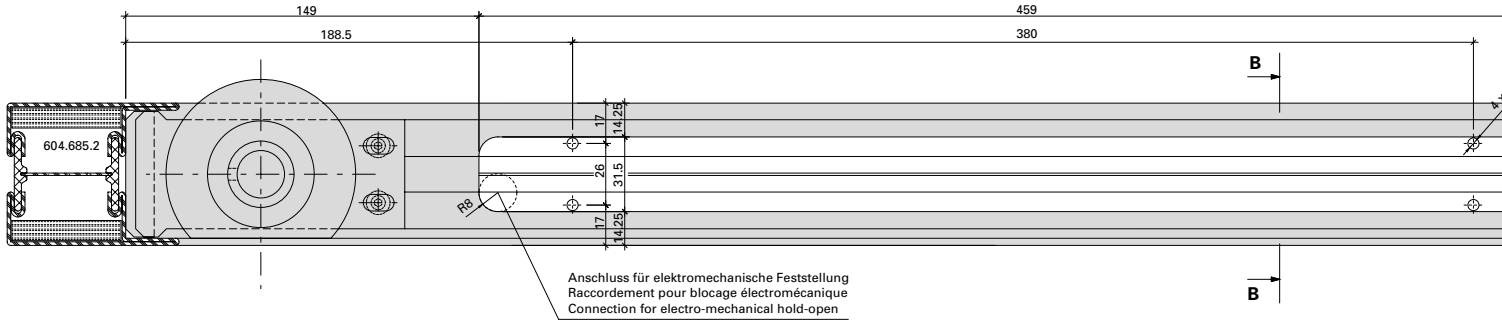 149
459
188.5
380
B
4
17
14.25
604.685.2
26
31.5
R8
17
14.25
Anschluss für elektromechanische Feststellung
Raccordement pour blocage électromécanique
Connection for electro-mechanical hold-open
B